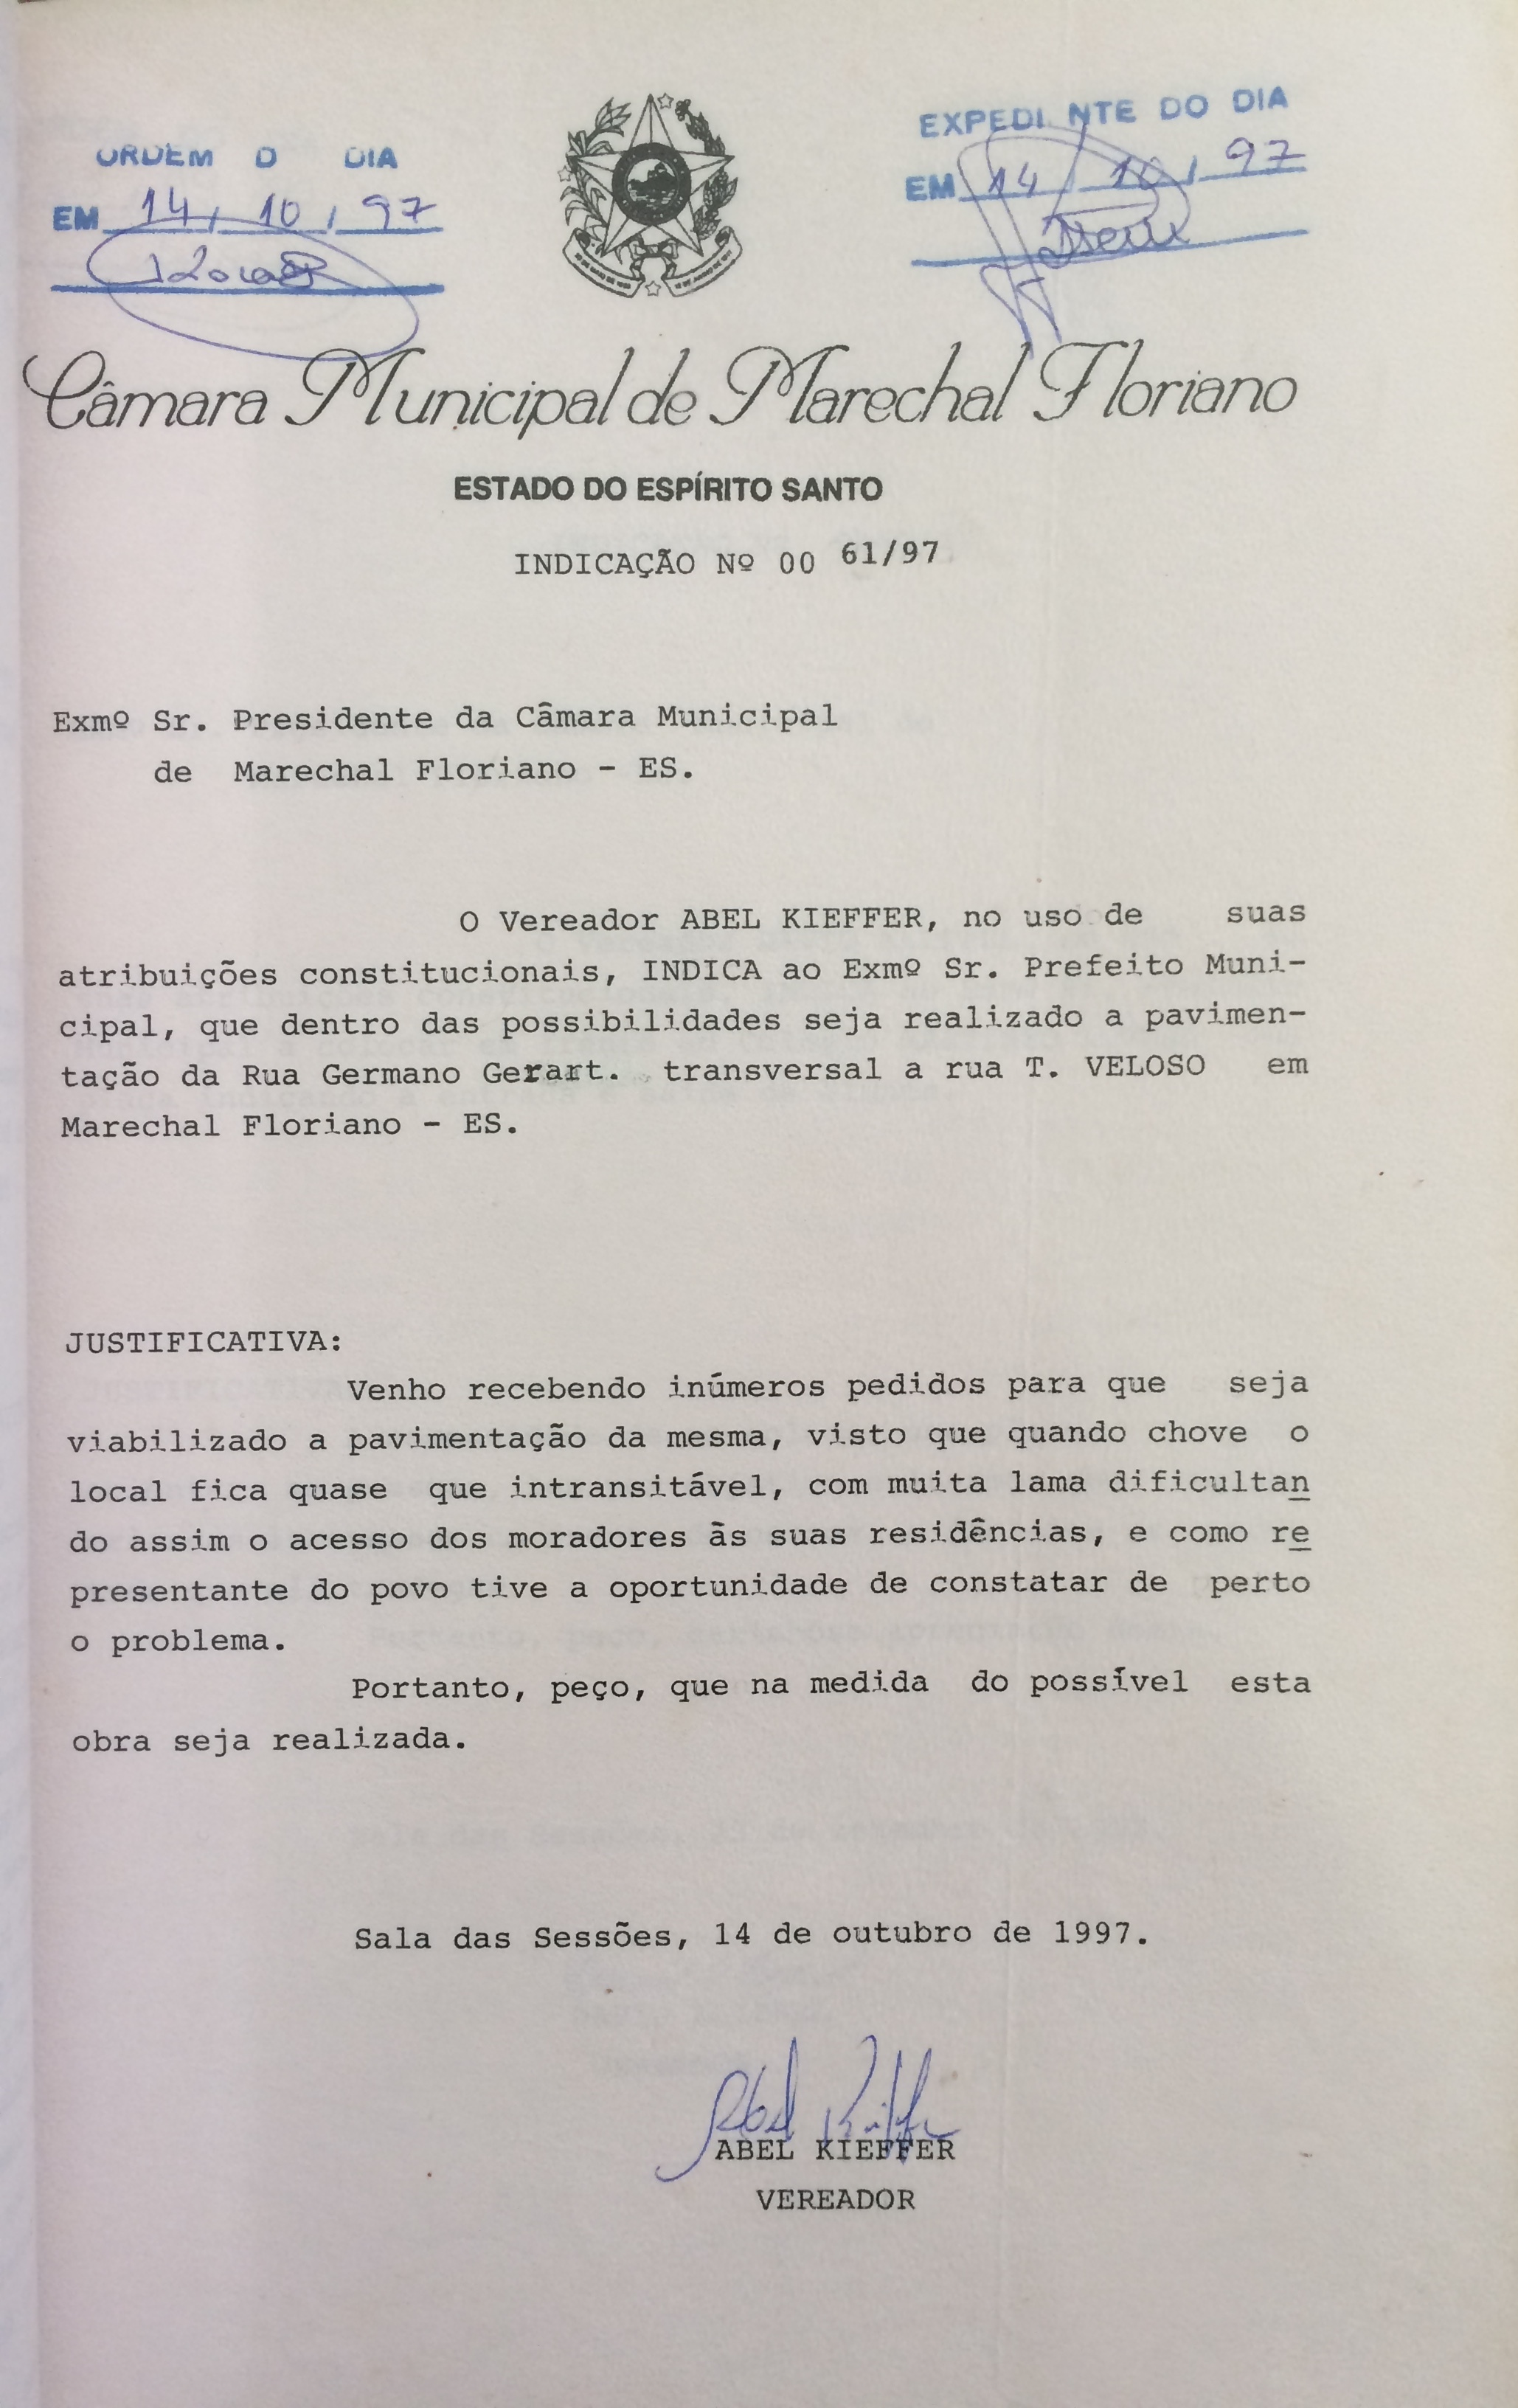 ORDEM D DIA
EM 14 / 10 / 97
EXPEDI NTE DO DIA
EM 14 / 10 / 97
Câmara Municipal de Marechal Floriano
ESTADO DO ESPÍRITO SANTO
INDICAÇÃO Nº 00 61/97
Exmº Sr. Presidente da Câmara Municipal
de Marechal Floriano - ES.
O Vereador ABEL KIEFFER, no uso de suas
atribuições constitucionais, INDICA ao Exmº Sr. Prefeito Muni-
cipal, que dentro das possibilidades seja realizado a pavimen-
tação da Rua Germano Gerart. transversal a rua T. VELOSO em
Marechal Floriano - ES.
JUSTIFICATIVA:
Venho recebendo inúmeros pedidos para que seja
viabilizado a pavimentação da mesma, visto que quando chove o
local fica quase que intransitável, com muita lama dificultan
do assim o acesso dos moradores às suas residências, e como re
presentante do povo tive a oportunidade de constatar de perto
o problema.
Portanto, peço, que na medida do possível esta
obra seja realizada.
Sala das Sessões, 14 de outubro de 1997.
Abel Kieffer
ABEL KIEFFER
VEREADOR